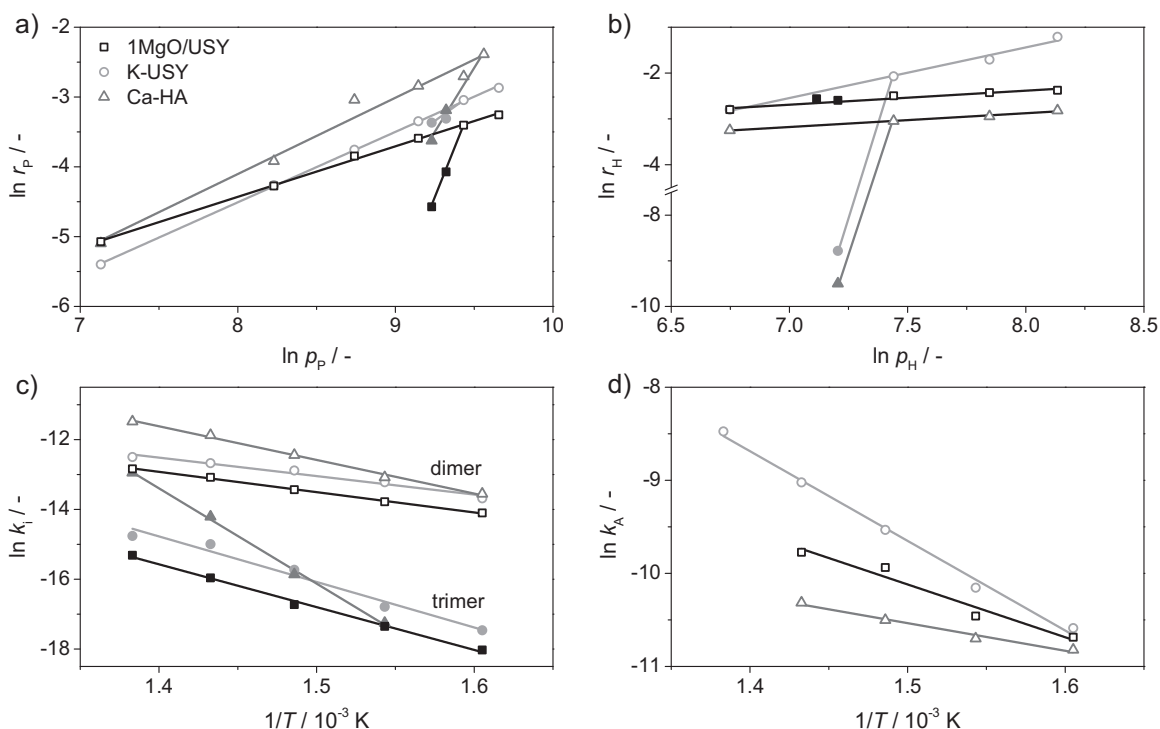 a)
-2
-3
-4
-5
-6
ln r_P / -
1MgO/USY
K-USY
Ca-HA
7
8
9
10
ln p_P / -
b)
-2
-4
-8
-10
ln r_H / -
6.5
7.0
7.5
8.0
8.5
ln p_H / -
c)
-12
-14
-16
-18
ln k_i / -
dimer
trimer
1.4
1.5
1.6
1/T / 10^-3 K
d)
-8
-9
-10
-11
ln k_A / -
1.4
1.5
1.6
1/T / 10^-3 K